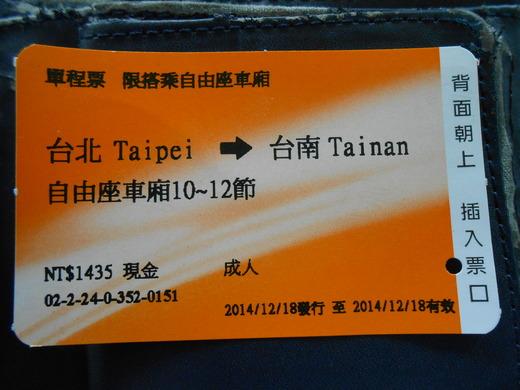 單程票 限搭乘自由座車廂
台北 Taipei → 台南 Tainan
自由座車廂10~12節
NT$1435 現金 成人
02-2-24-0-352-0151
2014/12/18發行 至 2014/12/18有效
背面朝上 插入票口